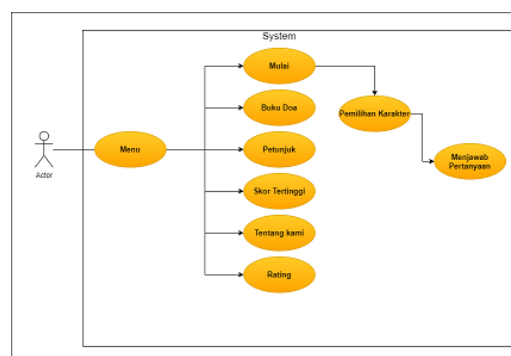 System
Mulai
Buku Doa
Pemilihan Karakter
Actor
Menu
Petunjuk
Menjawab
Pertanyaan
Skor Tertinggi
Tentang kami
Rating